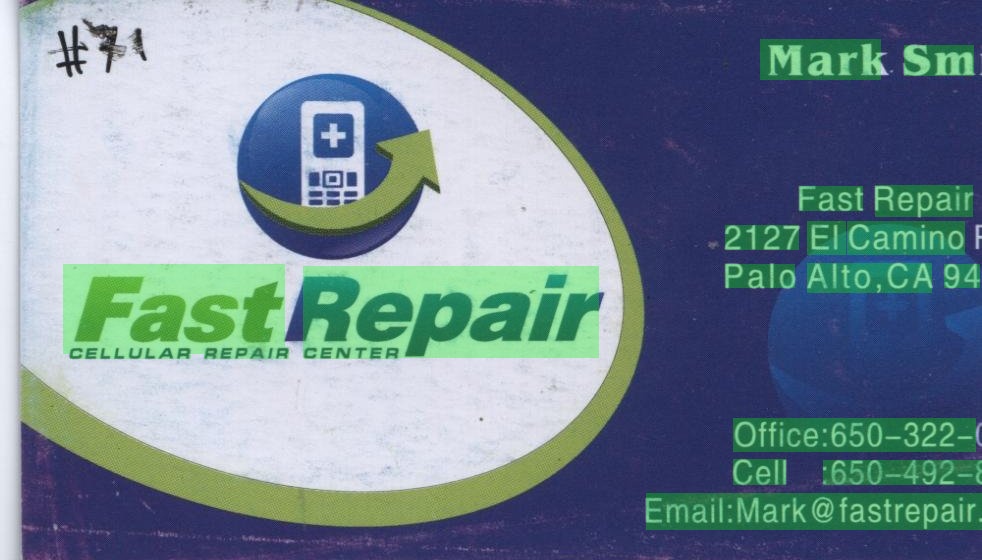 #71
Mark
Fast Repair
CELLULAR REPAIR CENTER
Fast Repair
2127 El Camino
Palo Alto,CA
Office:650-322-
Cell :650-492-
Email:Mark@fastrepair.